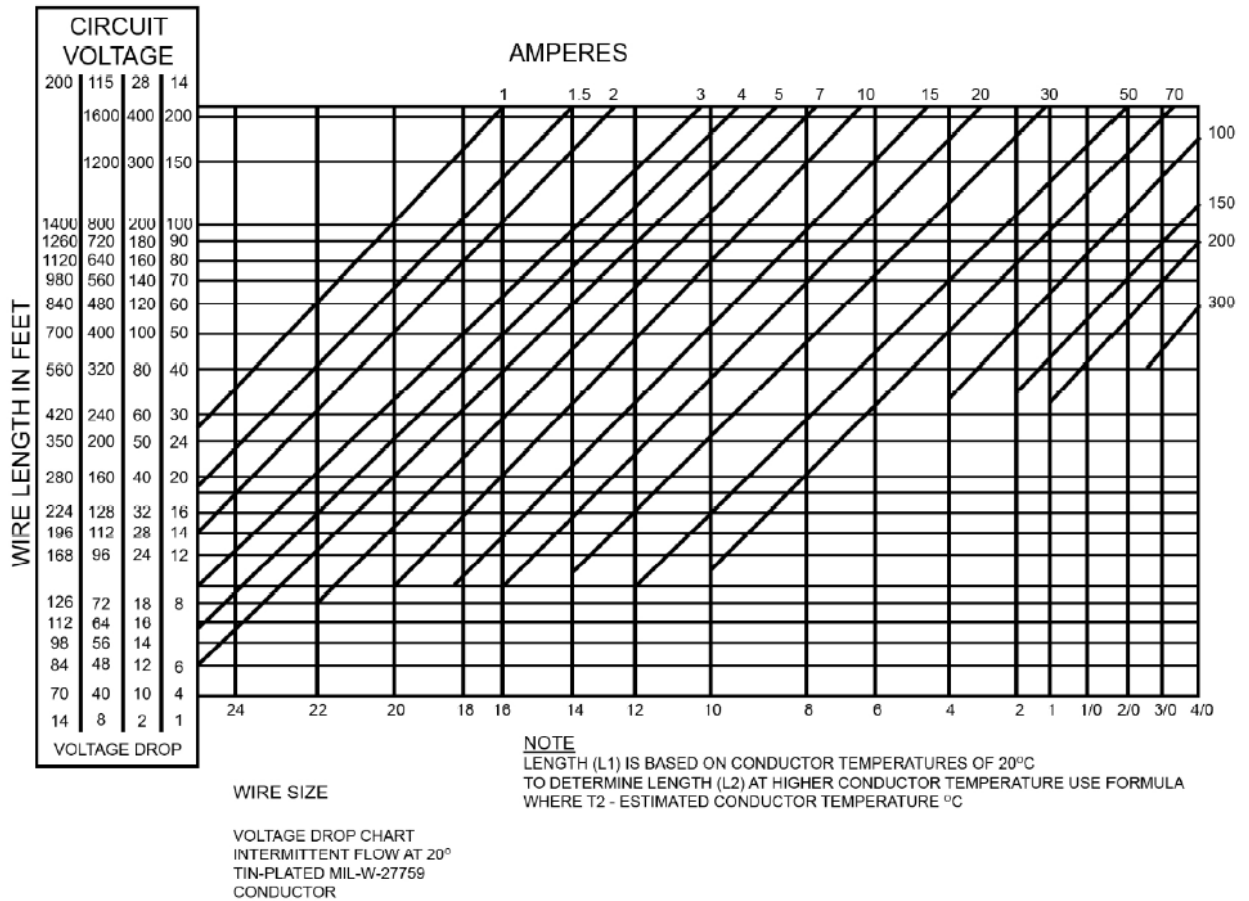 CIRCUIT
VOLTAGE
AMPERES
200 115 28 14
1 1.5 2 3 4 5 7 10 15 20 30 50 70
1600 400 200
100
1200 300 150
150
1400 800 200 100
1260 720 180 90
200
1120 640 160 80
980 560 140 70
840 480 120 60
300
700 400 100 50
560 320 80 40
420 240 60 30
350 200 50 24
280 160 40 20
224 128 32 16
196 112 28 14
168 96 24 12
126 72 18 8
112 64 16
98 56 14
84 48 12 6
70 40 10 4
14 8 2 1
WIRE LENGTH IN FEET
24 22 20 18 16 14 12 10 8 6 4 2 1 1/0 2/0 3/0 4/0
VOLTAGE DROP
NOTE
LENGTH (L1) IS BASED ON CONDUCTOR TEMPERATURES OF 20ºC
TO DETERMINE LENGTH (L2) AT HIGHER CONDUCTOR TEMPERATURE USE FORMULA
WHERE T2 - ESTIMATED CONDUCTOR TEMPERATURE ºC
WIRE SIZE
VOLTAGE DROP CHART
INTERMITTENT FLOW AT 20º
TIN-PLATED MIL-W-27759
CONDUCTOR